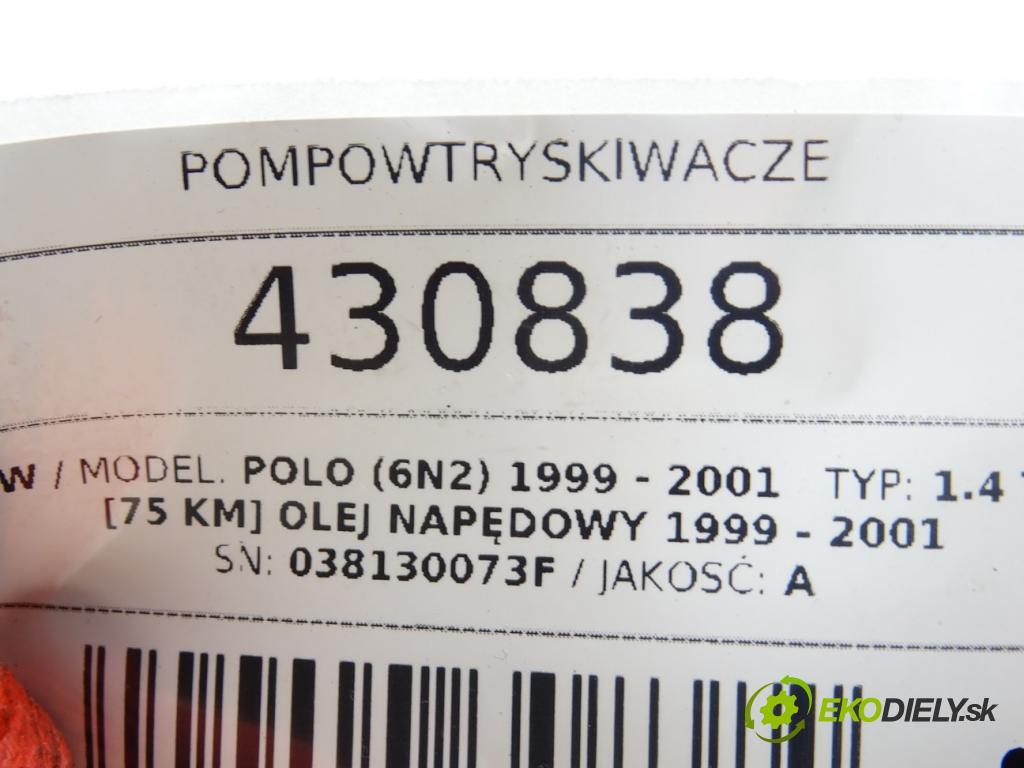 POMPOWTRYSKIWACZE
430838
W / MODEL. POLO (6N2) 1999 - 2001 TYP: 1.4
[75 KM] OLEJ NAPĘDOWY 1999 - 2001
SN: 038130073F / JAKOŚĆ: A
EKODIELY.sk